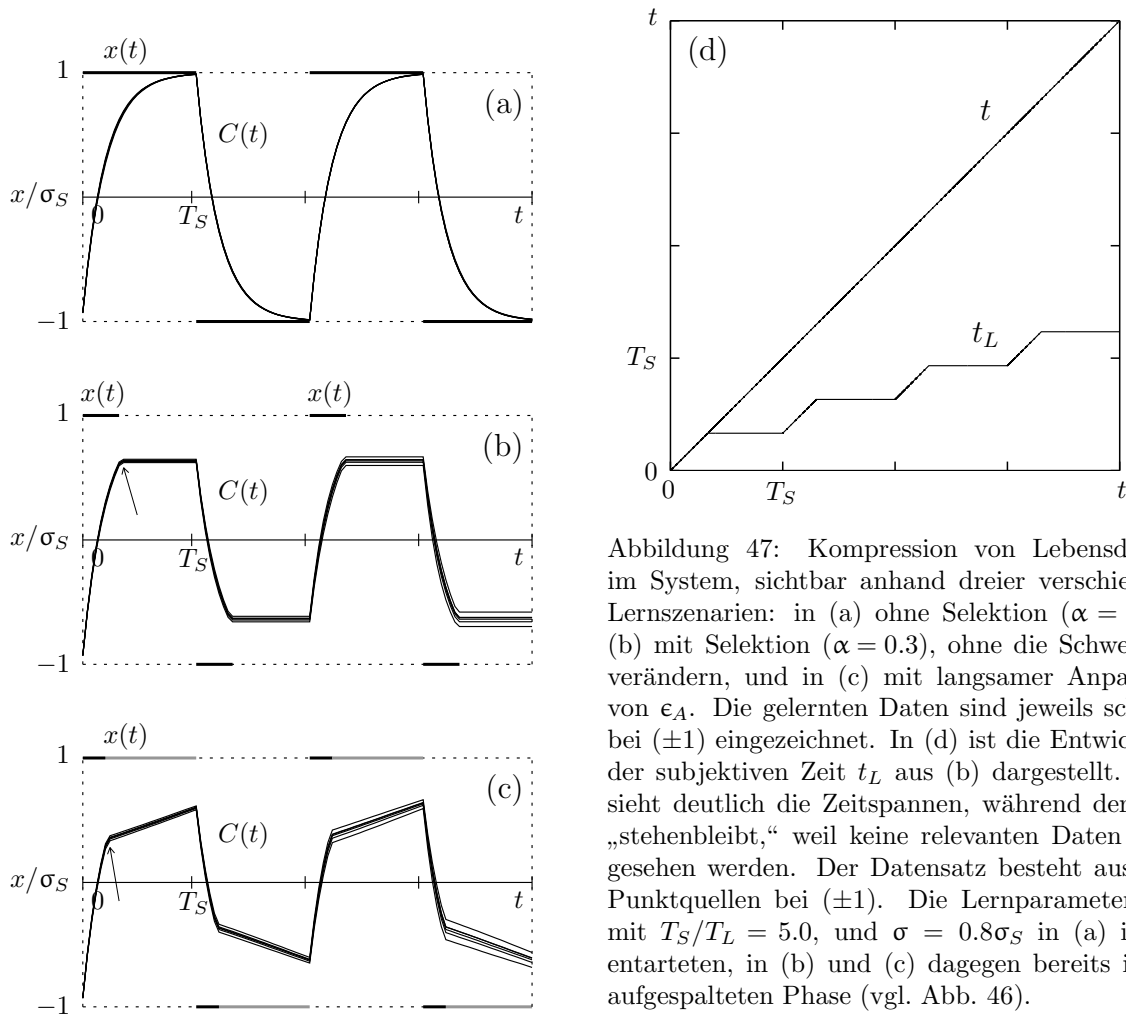 x(t)
1
(a)
C(t)
x/σ_S
0
T_S
t
−1
x(t)
x(t)
1
(b)
C(t)
x/σ_S
0
T_S
t
−1
x(t)
1
(c)
C(t)
x/σ_S
0
T_S
t
−1
t
(d)
t
t_L
T_S
0
0
T_S
t
Abbildung 47: Kompression von Lebensd
im System, sichtbar anhand dreier verschie
Lernszenarien: in (a) ohne Selektion (α =
(b) mit Selektion (α = 0.3), ohne die Schwe
verändern, und in (c) mit langsamer Anpa
von ϵ_A. Die gelernten Daten sind jeweils sc
bei (±1) eingezeichnet. In (d) ist die Entwic
der subjektiven Zeit t_L aus (b) dargestellt.
sieht deutlich die Zeitspannen, während der
„stehenbleibt,“ weil keine relevanten Daten
gesehen werden. Der Datensatz besteht aus
Punktquellen bei (±1). Die Lernparameter
mit T_S/T_L = 5.0, und σ = 0.8σ_S in (a) i
entarteten, in (b) und (c) dagegen bereits i
aufgespalteten Phase (vgl. Abb. 46).